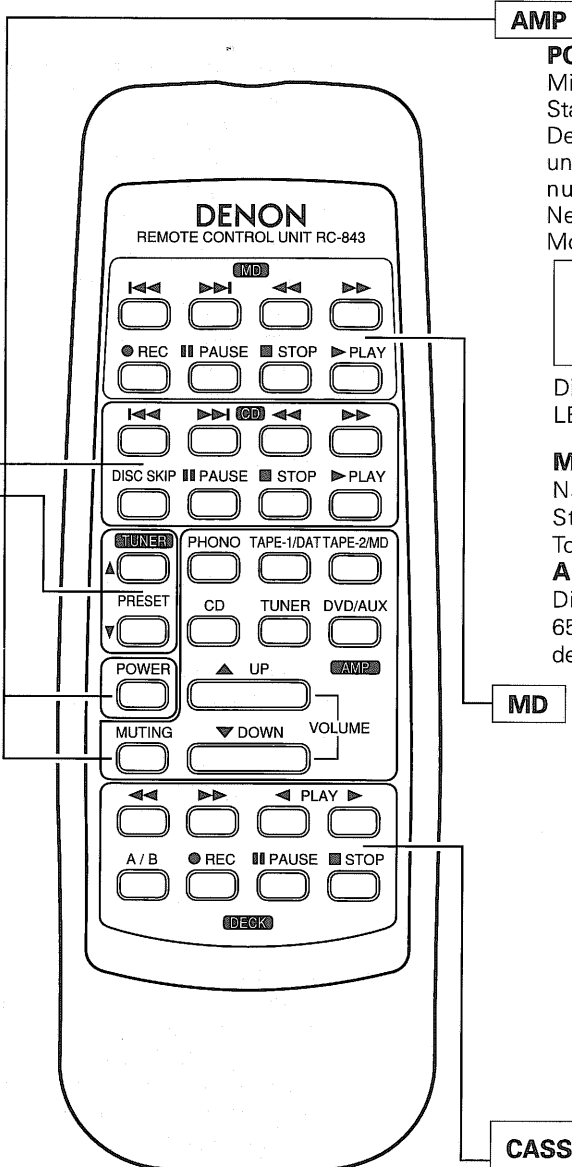 AMP
PO
Mi
Sta
De
un
nu
Ne
Mo
Di
LE
M
St
To
A
Di
65
de
DENON
REMOTE CONTROL UNIT RC-843
MD
REC PAUSE STOP PLAY
CD
DISC SKIP PAUSE STOP PLAY
TUNER PHONO TAPE-1/DAT TAPE-2/MD
PRESET CD TUNER DVD/AUX
POWER UP AMP
MUTING DOWN VOLUME
PLAY
A / B REC PAUSE STOP
DECK
MD
CASS